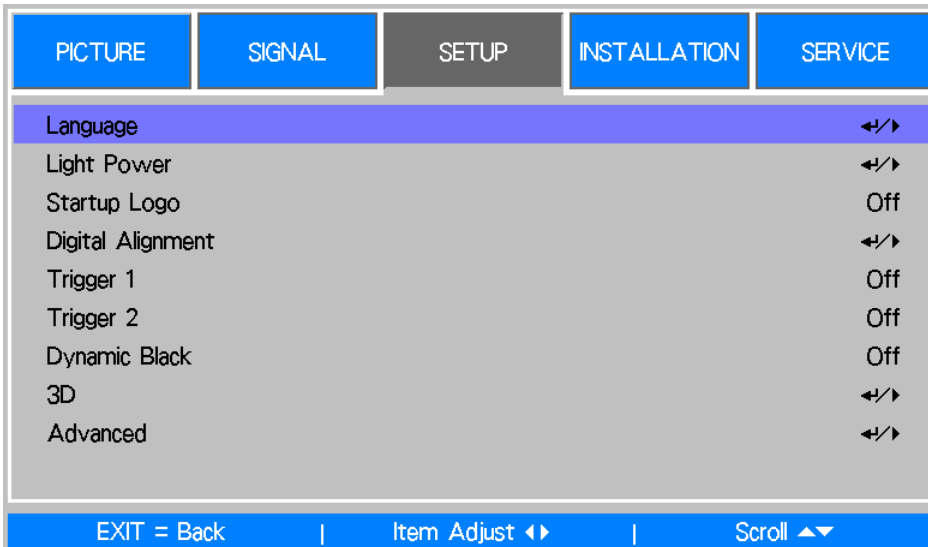 PICTURE SIGNAL SETUP INSTALLATION SERVICE
Language ↵/▶
Light Power ↵/▶
Startup Logo Off
Digital Alignment ↵/▶
Trigger 1 Off
Trigger 2 Off
Dynamic Black Off
3D ↵/▶
Advanced ↵/▶
EXIT = Back | Item Adjust ◀▶ | Scroll ▲▼